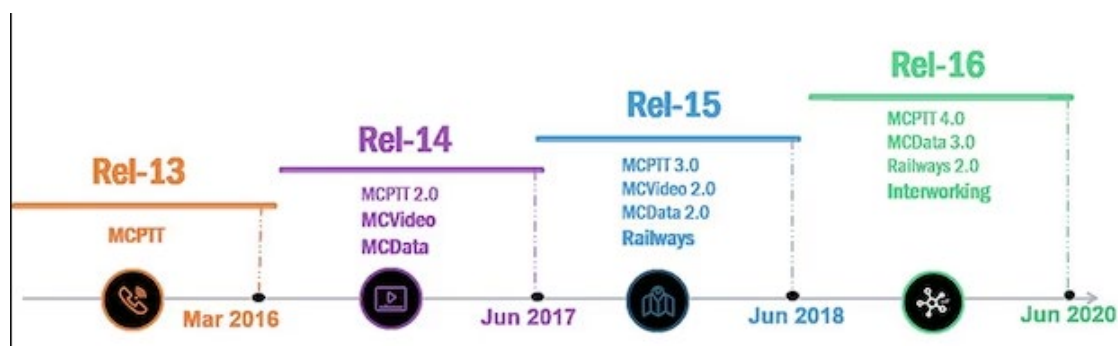 Rel-13
MCPTT
Mar 2016
Rel-14
MCPTT 2.0
MCVideo
MCData
Jun 2017
Rel-15
MCPTT 3.0
MCVideo 2.0
MCData 2.0
Railways
Jun 2018
Rel-16
MCPTT 4.0
MCData 3.0
Railways 2.0
Interworking
Jun 2020